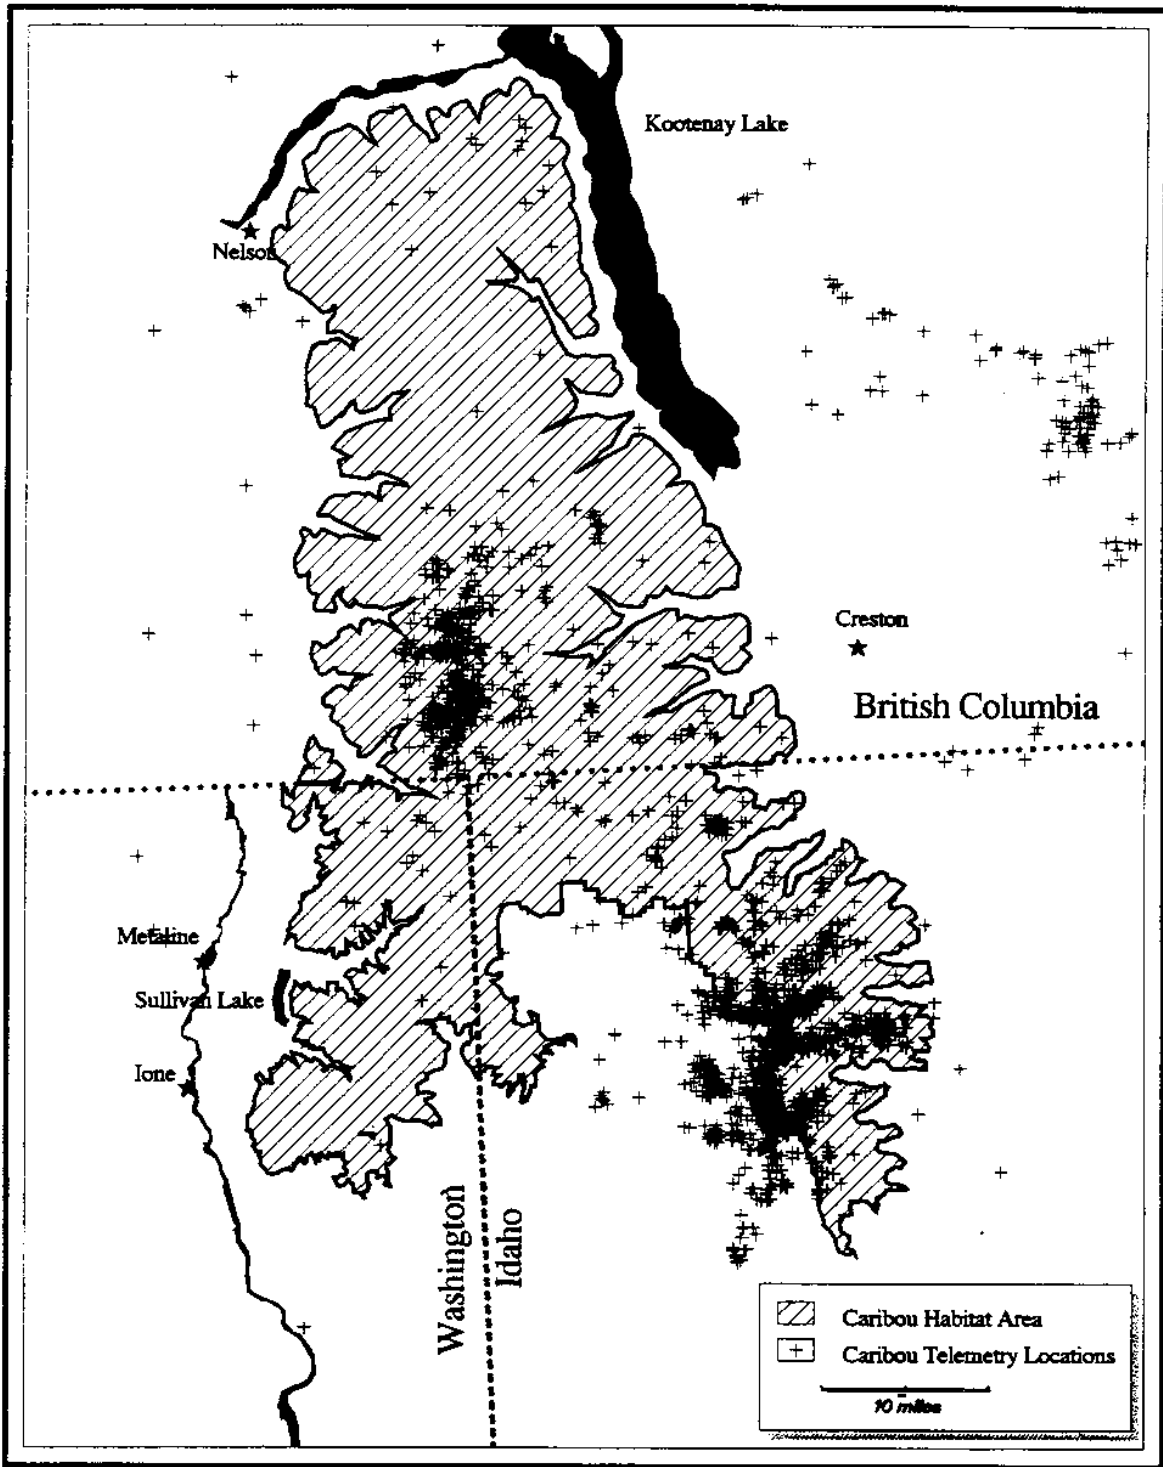 Kootenay Lake
Nelson
Creston
British Columbia
Metaline
Sullivan Lake
Ione
Washington
Idaho
Caribou Habitat Area
Caribou Telemetry Locations
10 miles